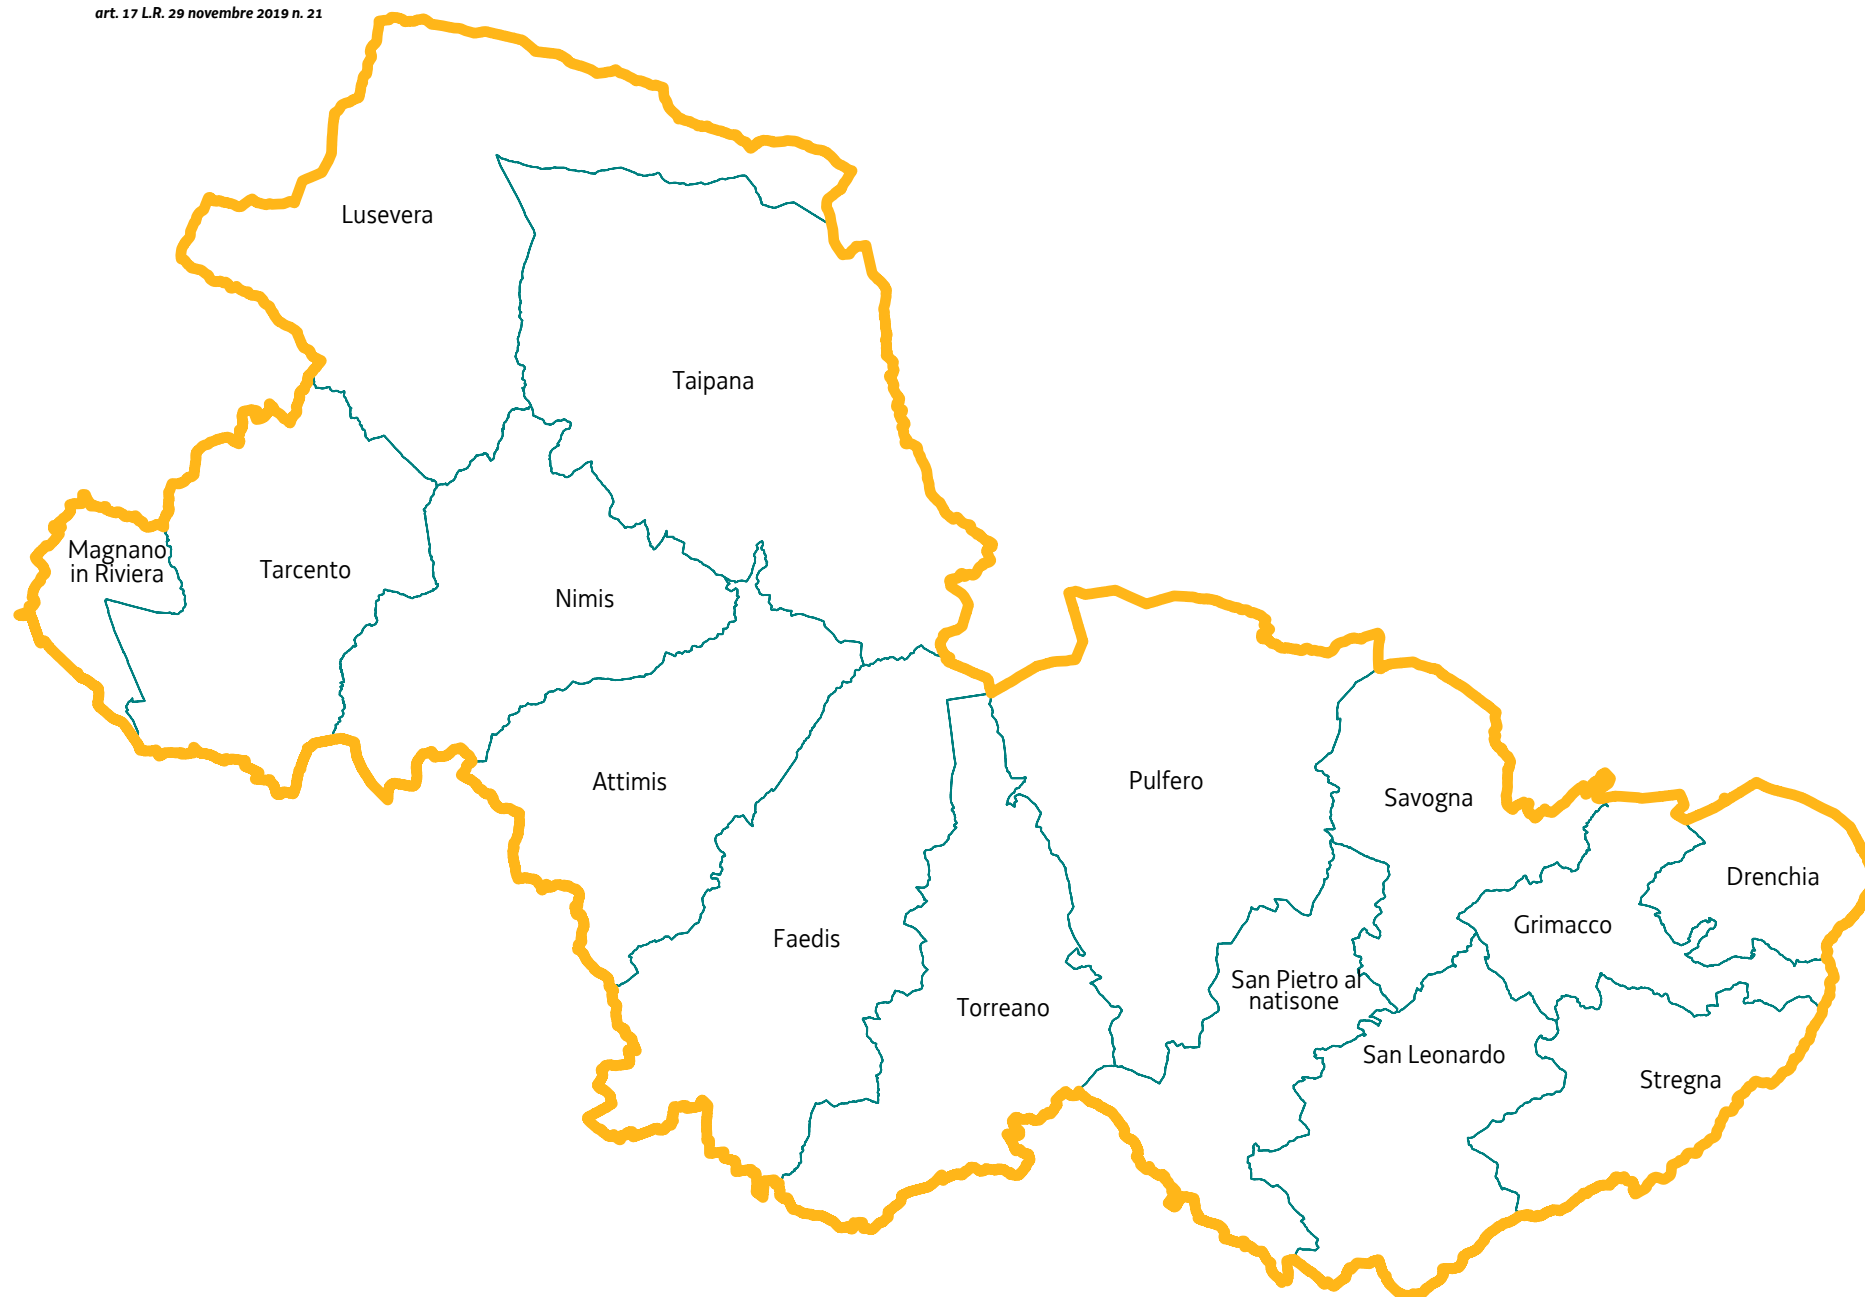 art. 17 L.R. 29 novembre 2019 n. 21
Lusevera
Taipana
Magnano
in Riviera
Tarcento
Nimis
Attimis
Pulfero
Savogna
Drenchia
Grimacco
Faedis
San Pietro al
natisone
Torreano
San Leonardo
Stregna